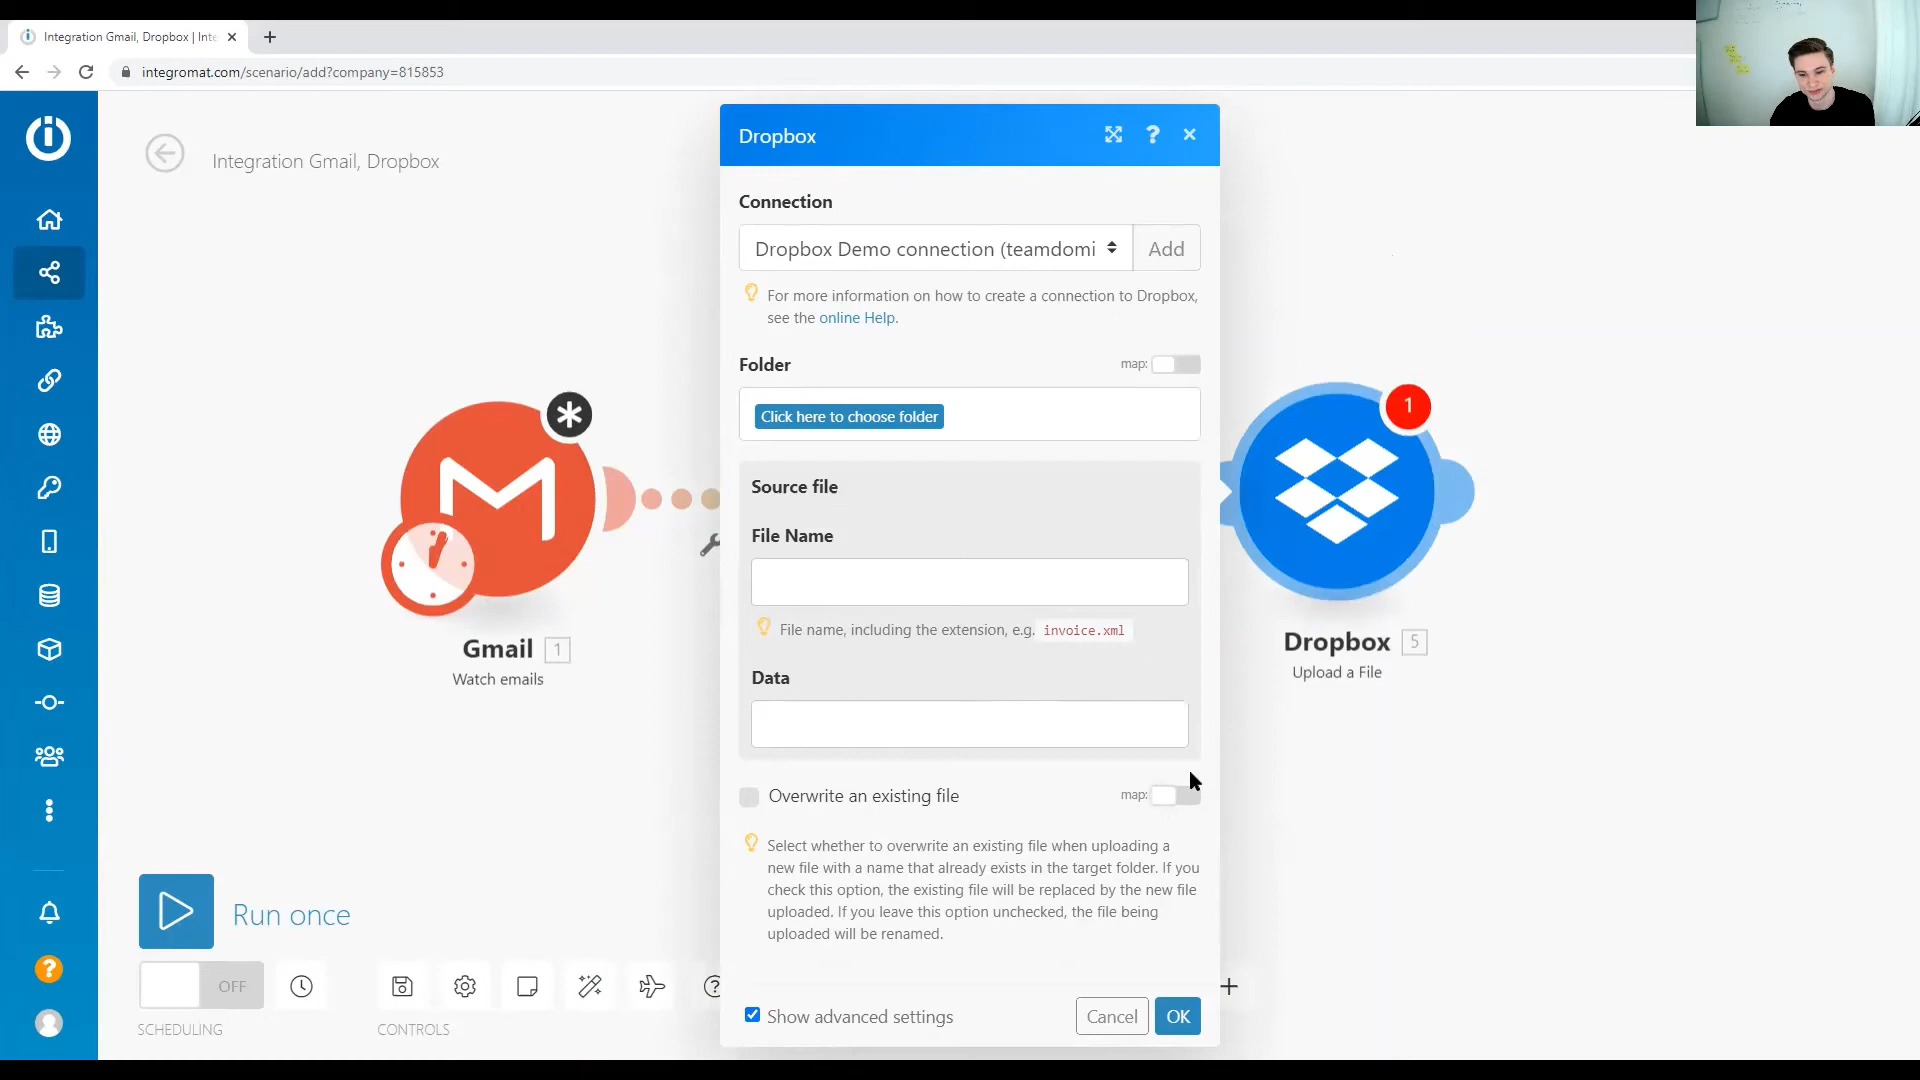 Integration Gmail, Dropbox | Inte
integromat.com/scenario/add?company=815853
Integration Gmail, Dropbox
Dropbox
Connection
Dropbox Demo connection (teamdomi
Add
For more information on how to create a connection to Dropbox,
see the online Help.
Folder
map:
Click here to choose folder
Source file
File Name
File name, including the extension, e.g. invoice.xml
Data
Overwrite an existing file
map:
Select whether to overwrite an existing file when uploading a
new file with a name that already exists in the target folder. If you
check this option, the existing file will be replaced by the new file
uploaded. If you leave this option unchecked, the file being
uploaded will be renamed.
Show advanced settings
Cancel
OK
Gmail 1
Watch emails
1
Dropbox 5
Upload a File
Run once
OFF
SCHEDULING
CONTROLS